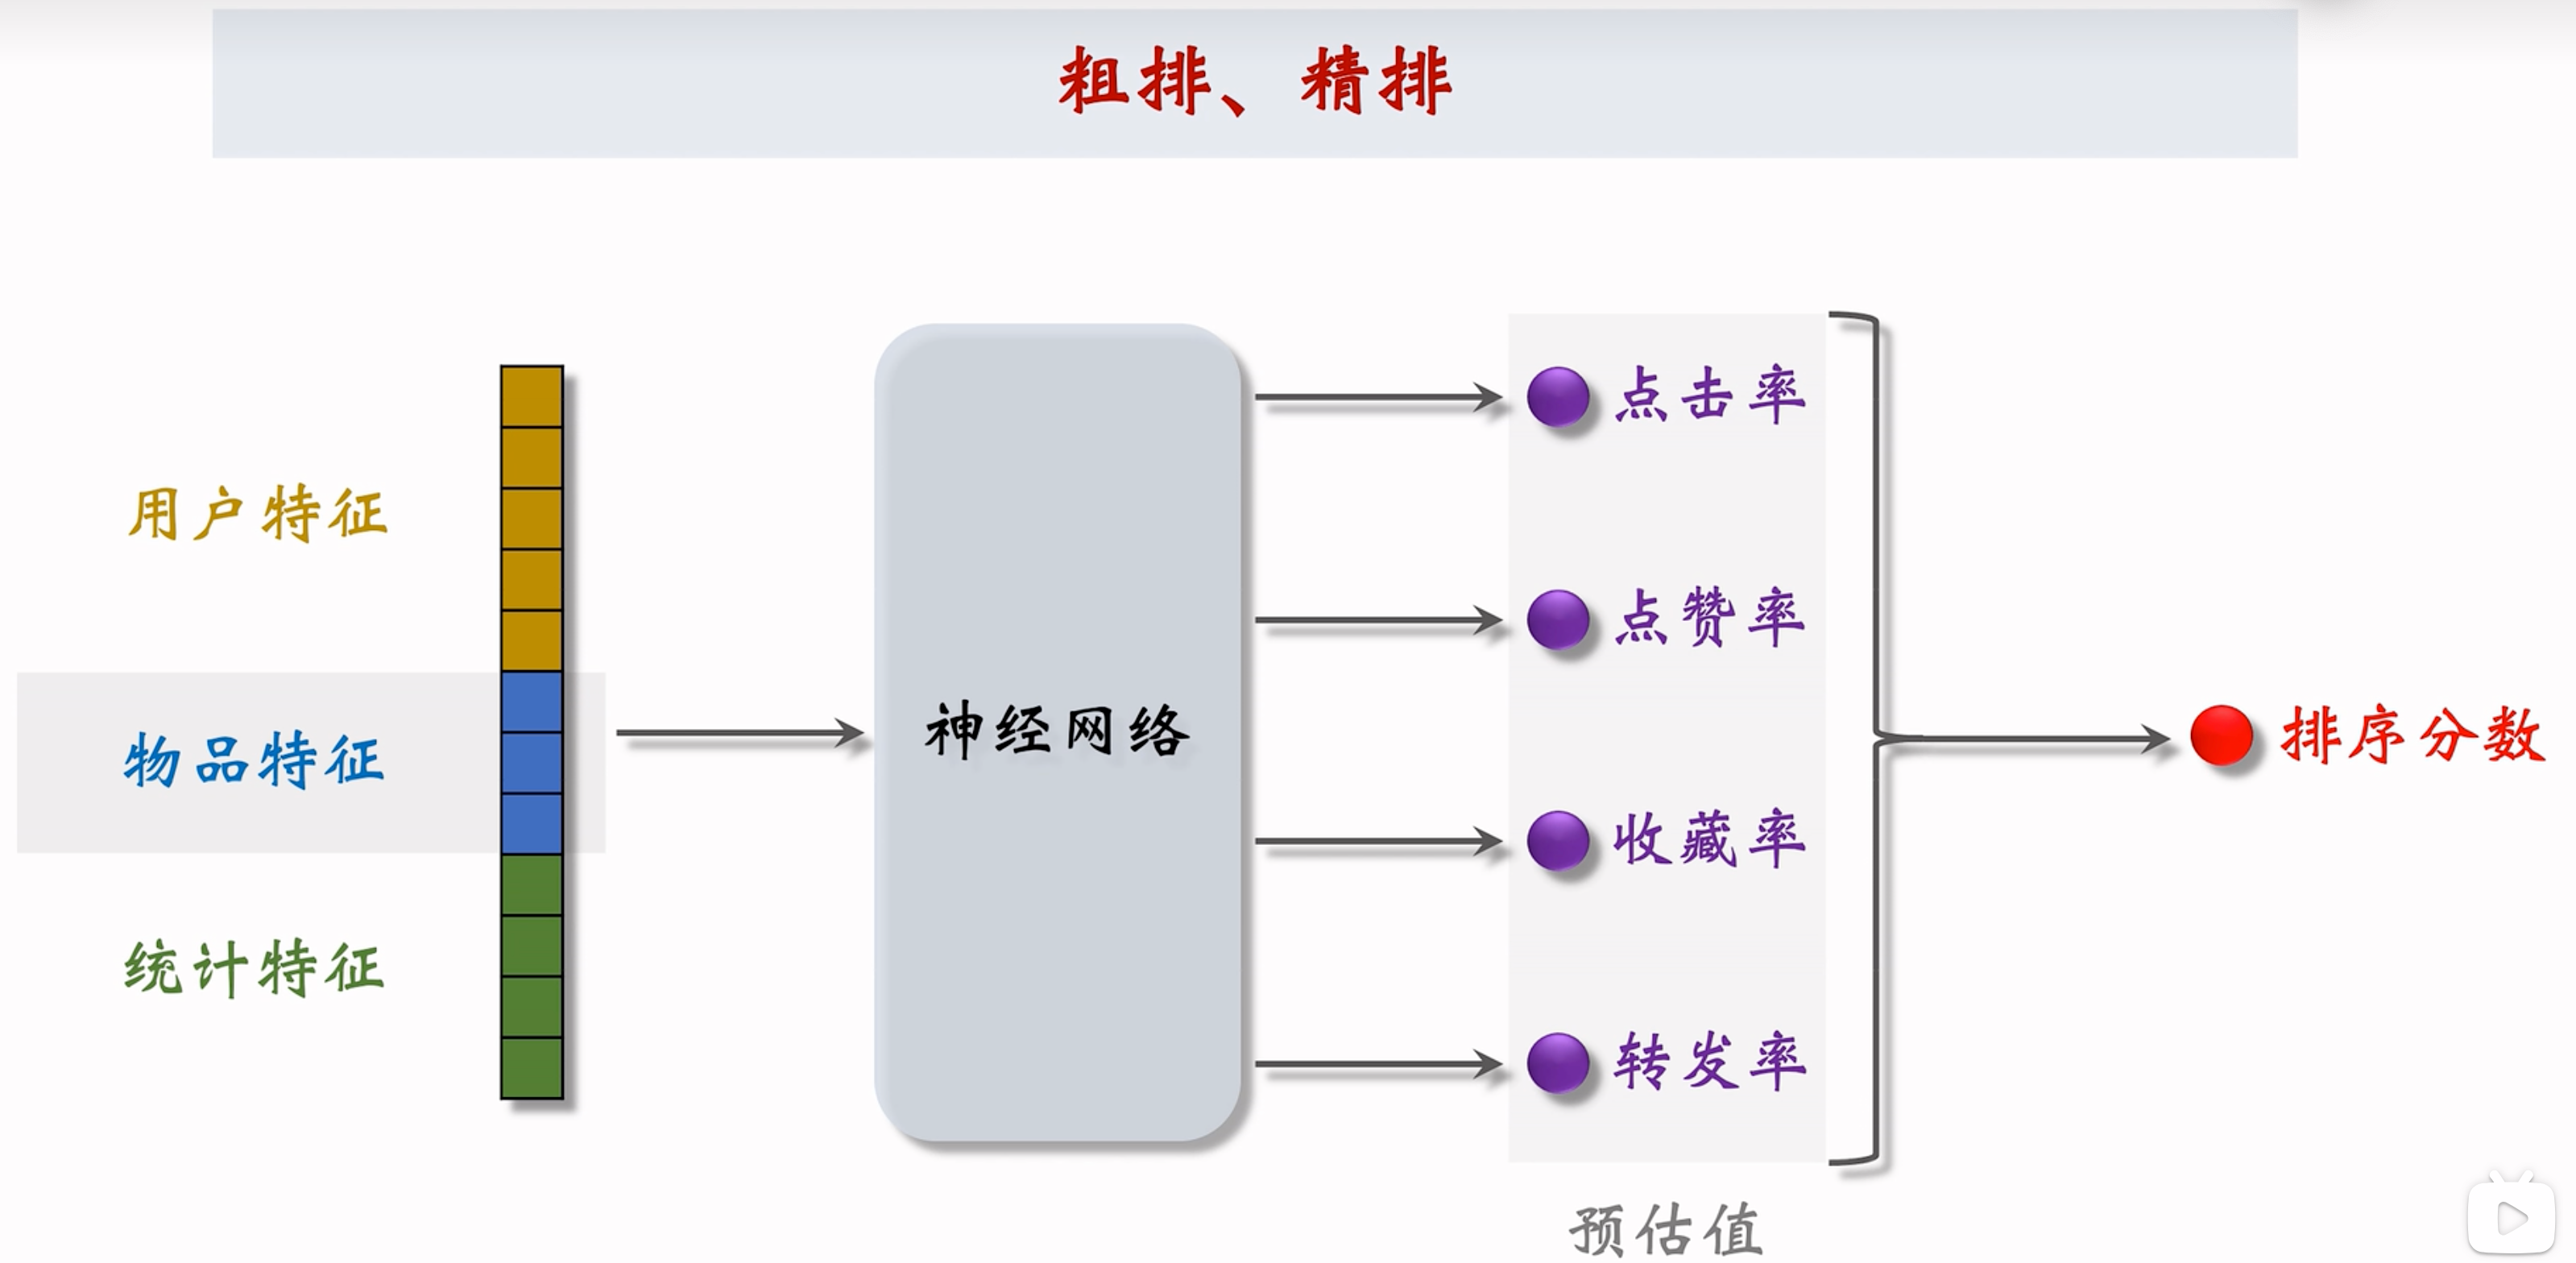 粗排、精排
用户特征
物品特征
统计特征
神经网络
点击率
点赞率
收藏率
转发率
预估值
排序分数